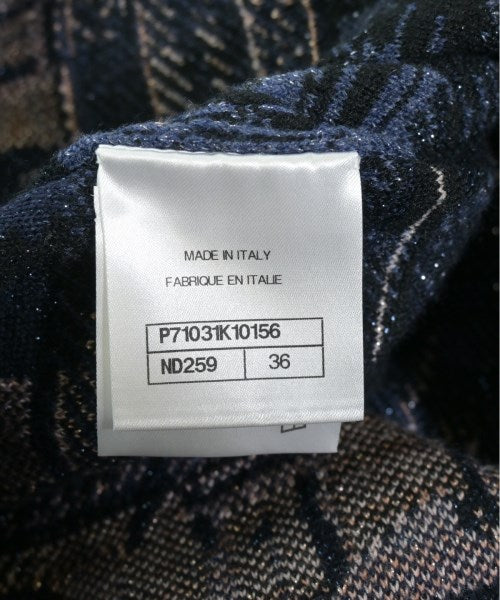 MADE IN ITALY
FABRIQUE EN ITALIE
P71031K10156
ND259 36